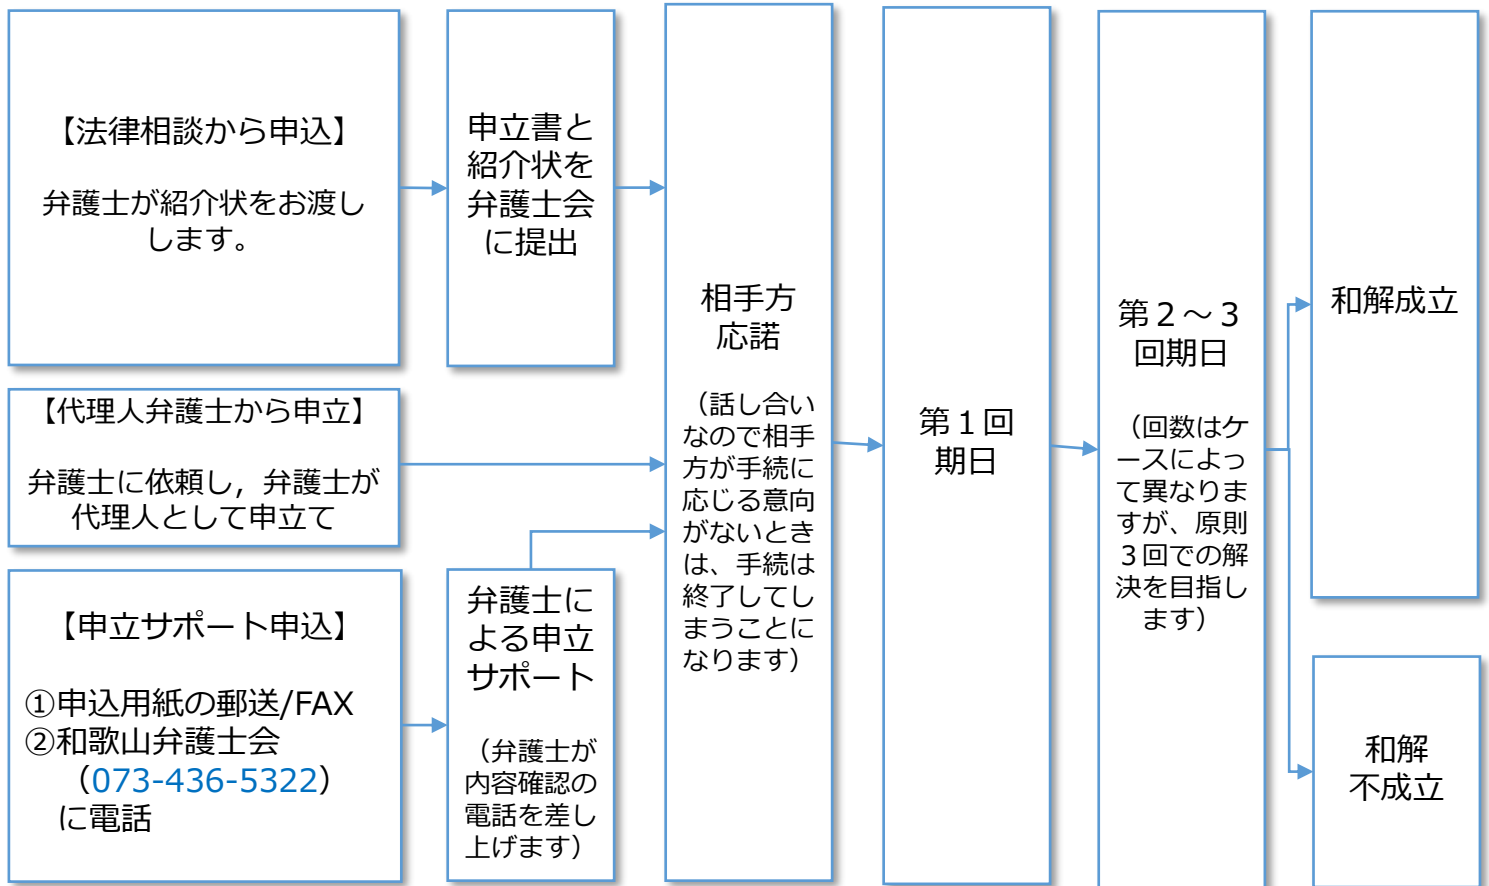 【法律相談から申込】
弁護士が紹介状をお渡し
します。
申立書と
紹介状を
弁護士会
に提出
【代理人弁護士から申立】
弁護士に依頼し，弁護士が
代理人として申立て
【申立サポート申込】
①申込用紙の郵送/FAX
②和歌山弁護士会
（073-436-5322）
に電話
弁護士に
よる申立
サポート
（弁護士が
内容確認の
電話を差し
上げます）
相手方
応諾
（話し合い
なので相手
方が手続に
応じる意向
がないとき
は、手続は
終了してし
まうことに
なります）
第１回
期日
第２～３
回期日
（回数はケ
ースによっ
て異なりま
すが、原則
３回での解
決を目指し
ます）
和解成立
和解
不成立